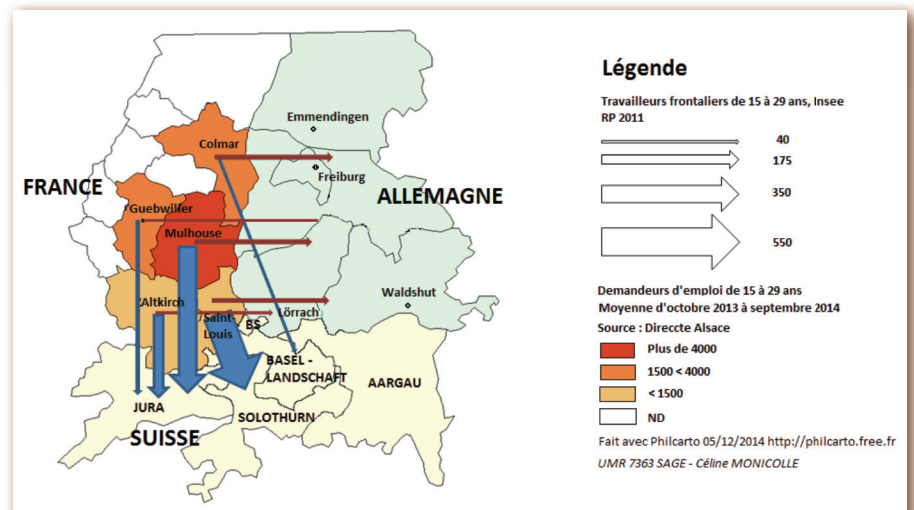 Emmendingen
Colmar
Freiburg
FRANCE
ALLEMAGNE
Guebwiller
Mulhouse
Waldshut
Altkirch
Saint-
Louis
BS
Lörrach
BASEL -
LANDSCHAFT
AARGAU
JURA
SOLOTHURN
SUISSE
Légende
Travailleurs frontaliers de 15 à 29 ans, Insee
RP 2011
40
175
350
550
Demandeurs d'emploi de 15 à 29 ans
Moyenne d'octobre 2013 à septembre 2014
Source : Direccte Alsace
Plus de 4000
1500 < 4000
< 1500
ND
Fait avec Philcarto 05/12/2014 http://philcarto.free.fr
UMR 7363 SAGE - Céline MONICOLLE